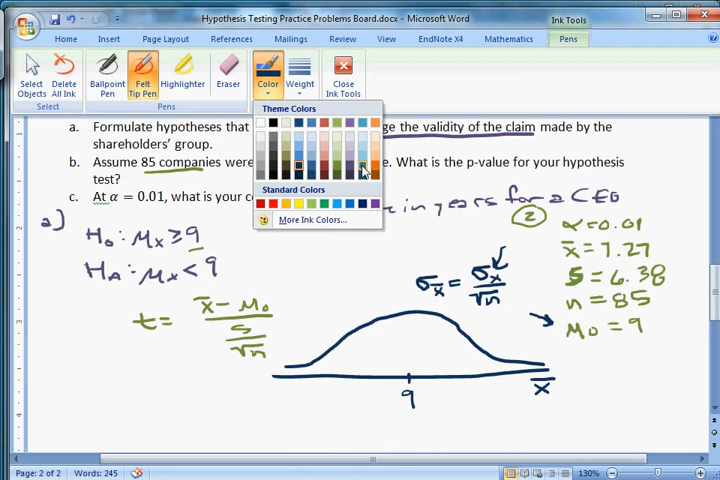 Hypothesis Testing Practice Problems Board.docx - Microsoft Word
Ink Tools
Home Insert Page Layout References Mailings Review View EndNote X4 Mathematics Pens
Select Objects
Delete All Ink
Ballpoint Pen
Felt Tip Pen
Highlighter
Eraser
Color
Weight
Close Ink Tools
Select Pens Close
Theme Colors
Standard Colors
More Ink Colors...
a. Formulate hypotheses that ge the validity of the claim made by the
shareholders' group.
b. Assume 85 companies were e. What is the p-value for your hypothesis
test?
c. At α = 0.01, what is your co
in years for a CEO
a)
H₀: μx ≥ 9
HA: μx < 9
t = x̄ - μ₀ / s/√n
σx̄ = σx/√n
9
x̄
2
α=0.01
x̄ = 7.27
s = 6.38
n = 85
μ₀ = 9
Page: 2 of 2 Words: 245 130%